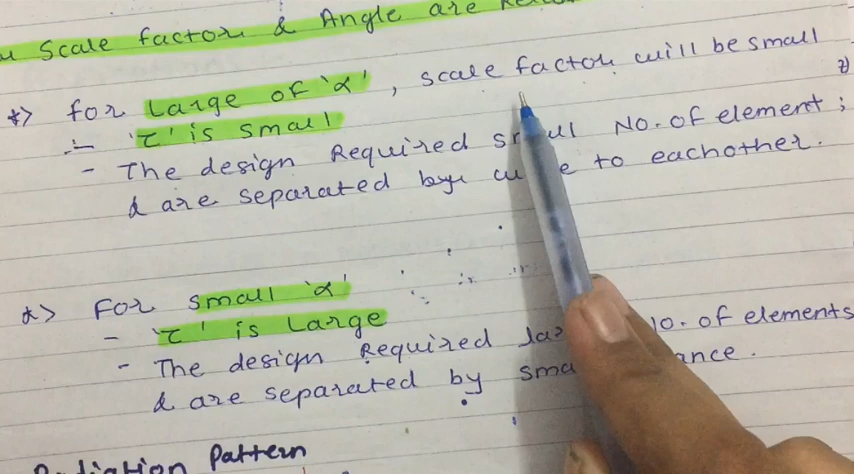 Scale factor & Angle are
*> for Large of 'α', scale factor will be small
∴ 'τ' is small
- The design Required No. of element;
& are separated by to eachother.
*> For small 'α'
- 'τ' is Large
- The design Required No. of elements
& are separated by
Pattern